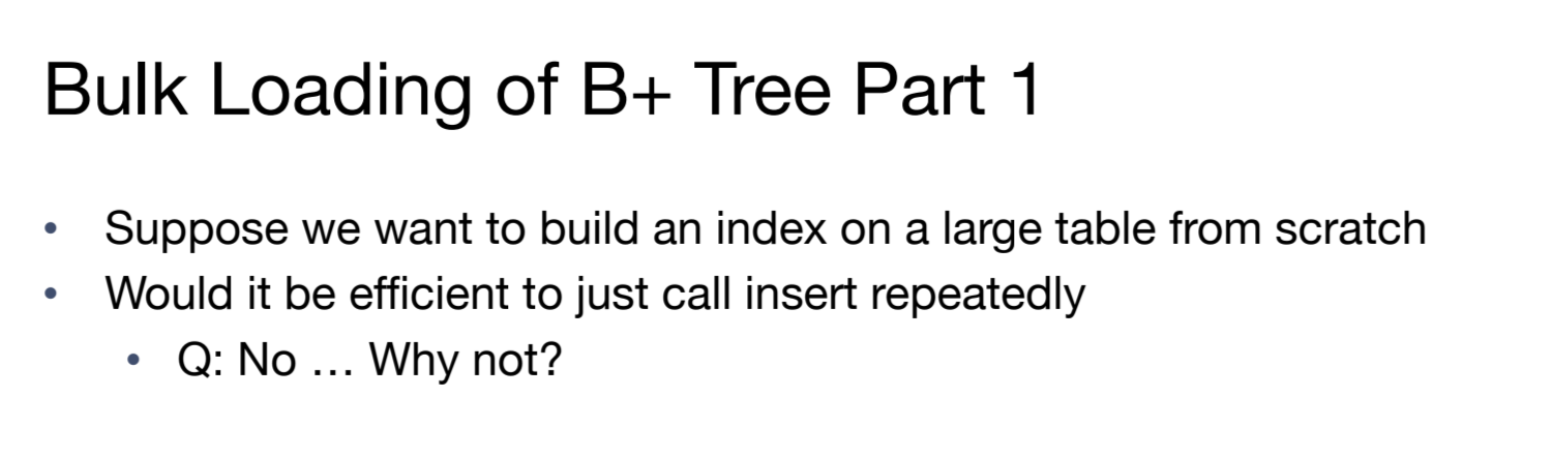 Bulk Loading of B+ Tree Part 1
• Suppose we want to build an index on a large table from scratch
• Would it be efficient to just call insert repeatedly
• Q: No … Why not?